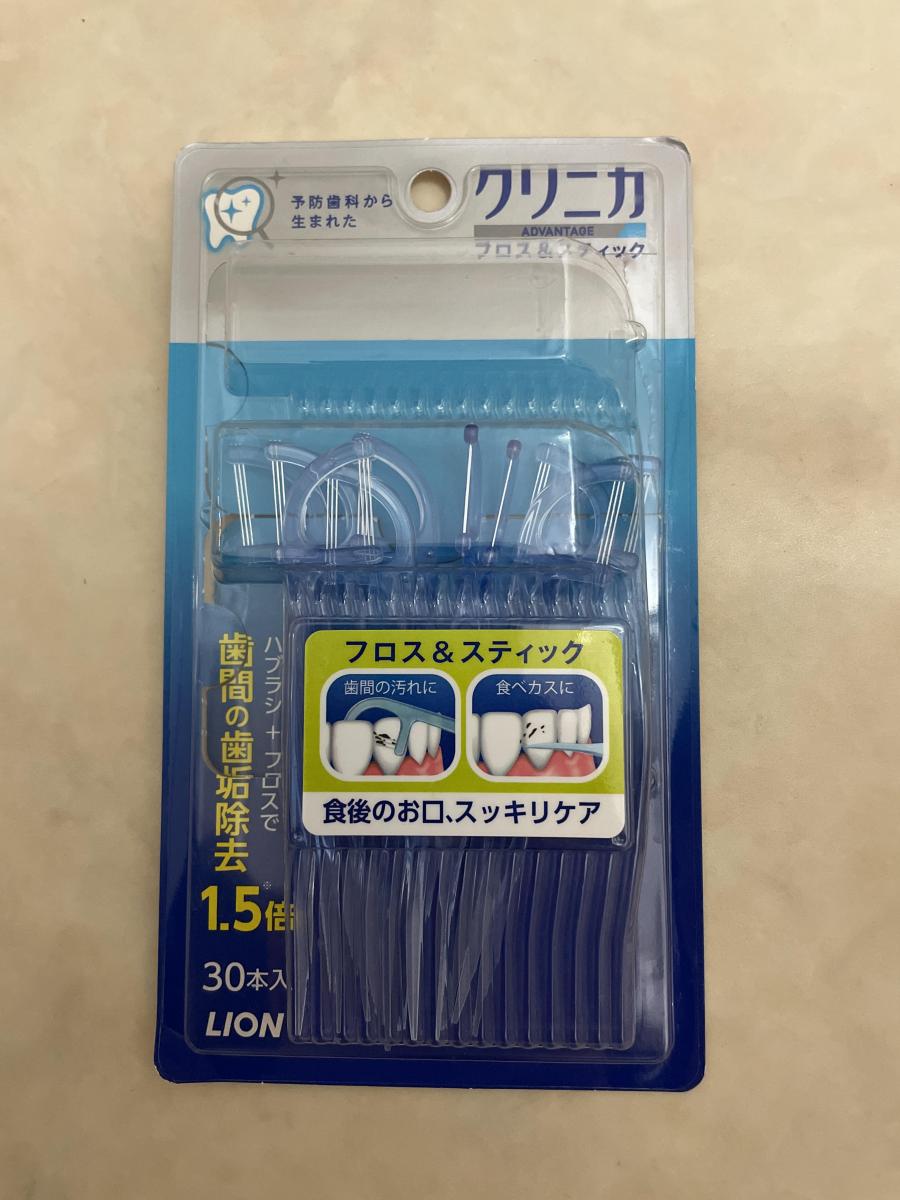 予防歯科から
生まれた
クリニカ
ADVANTAGE
フロス&スティック
ハブラシ+フロスで
歯間の歯垢除去
※
1.5倍
30本入
LION
フロス&スティック
歯間の汚れに
食べカスに
食後のお口、スッキリケア